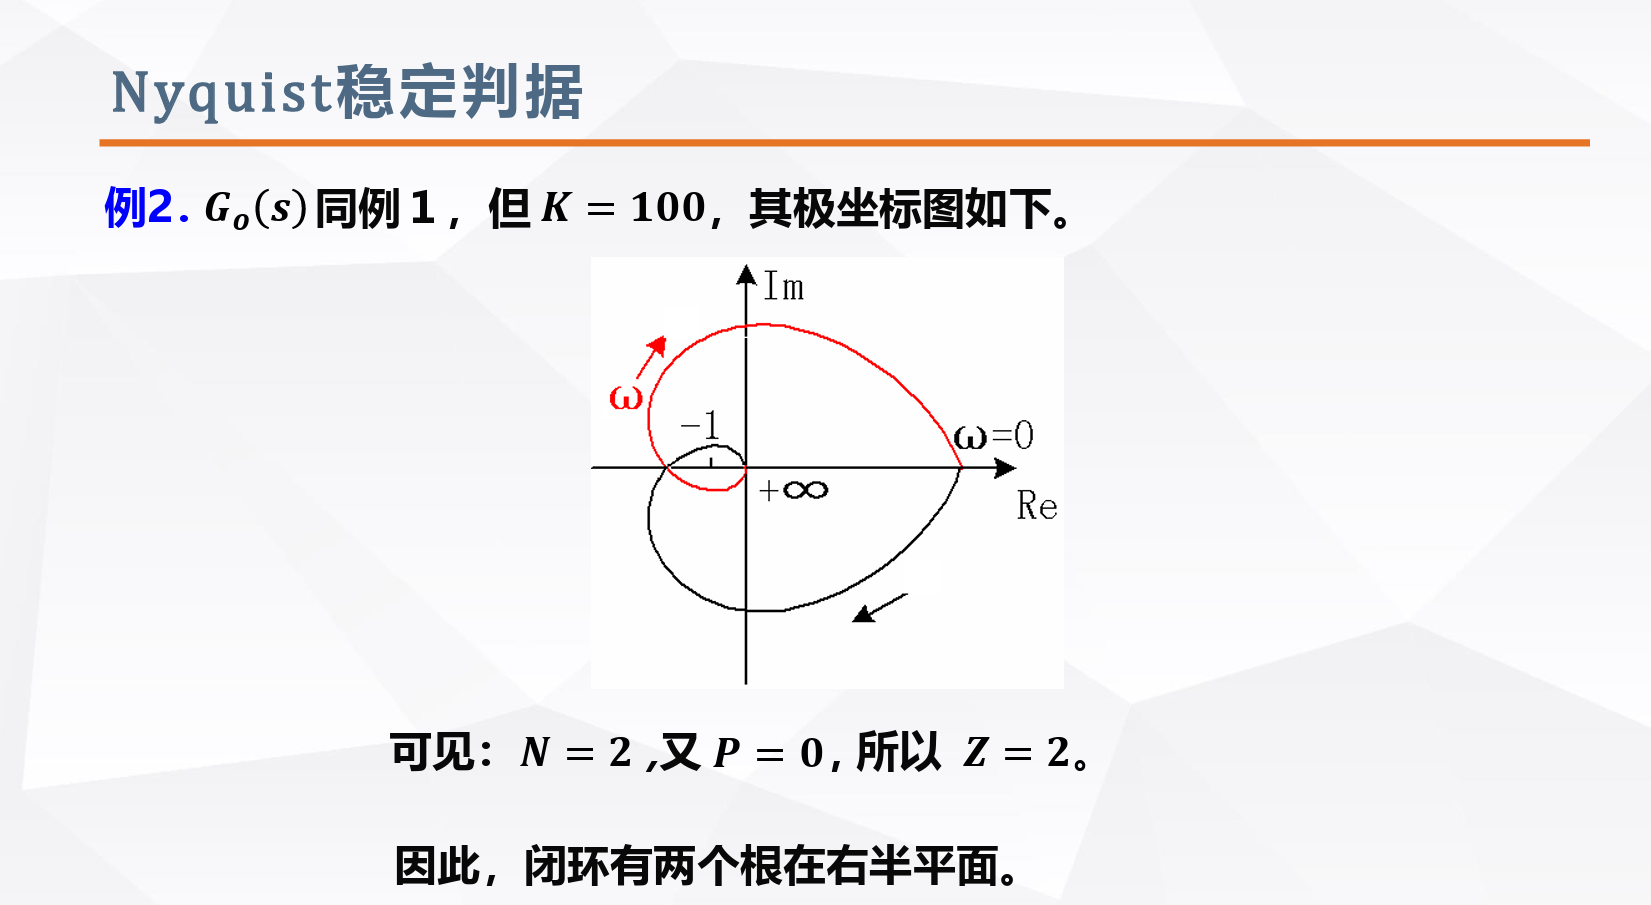 Nyquist稳定判据
例2. Gₒ(s) 同例 1 ，但 K = 100，其极坐标图如下。
Im
ω
−1
ω=0
+∞
Re
可见：N = 2 ,又 P = 0 , 所以 Z = 2。
因此，闭环有两个根在右半平面。